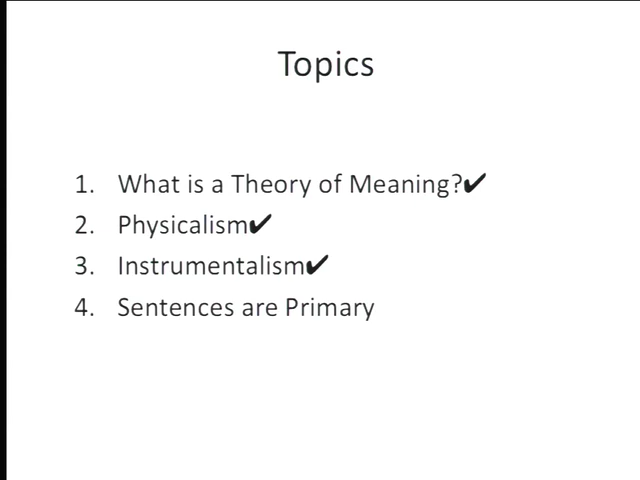 Topics
1. What is a Theory of Meaning?✔
2. Physicalism✔
3. Instrumentalism✔
4. Sentences are Primary